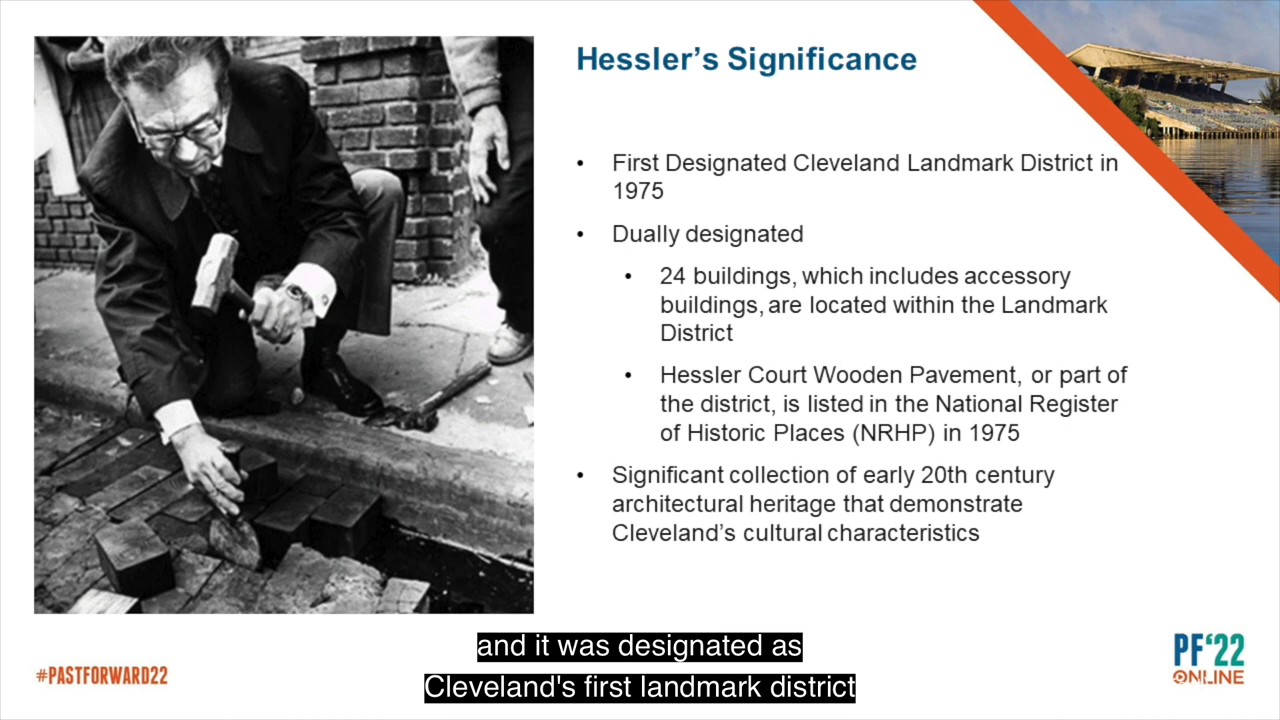 Hessler’s Significance
• First Designated Cleveland Landmark District in
1975
• Dually designated
• 24 buildings, which includes accessory
buildings, are located within the Landmark
District
• Hessler Court Wooden Pavement, or part of
the district, is listed in the National Register
of Historic Places (NRHP) in 1975
• Significant collection of early 20th century
architectural heritage that demonstrate
Cleveland’s cultural characteristics
and it was designated as
Cleveland's first landmark district
#PASTFORWARD22
PF‘22
ONLINE